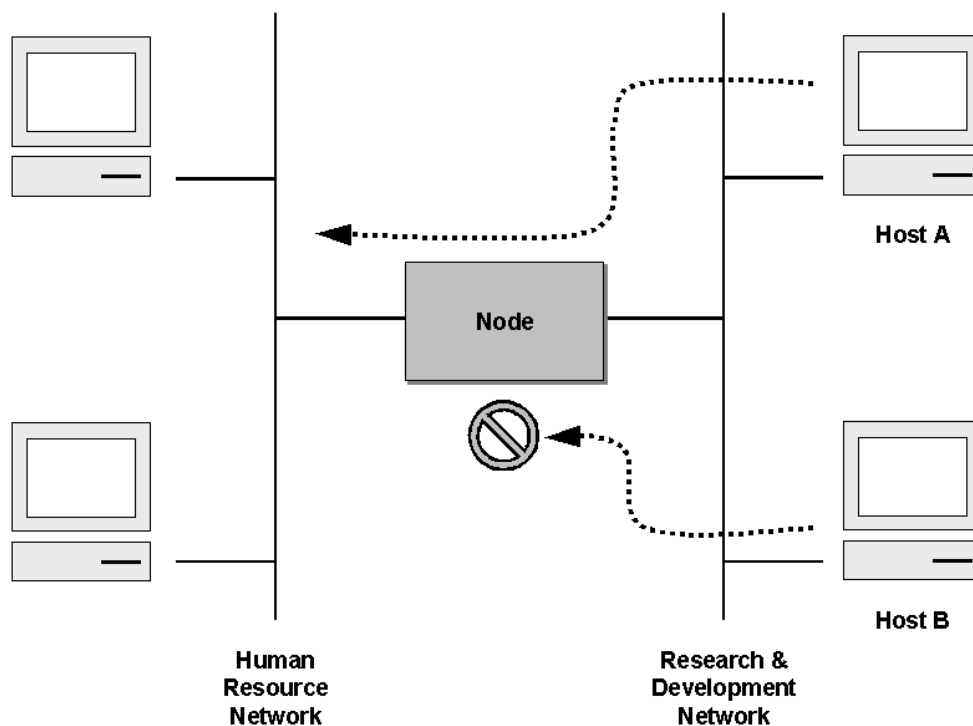 Host A
Node
Host B
Human
Resource
Network
Research &
Development
Network